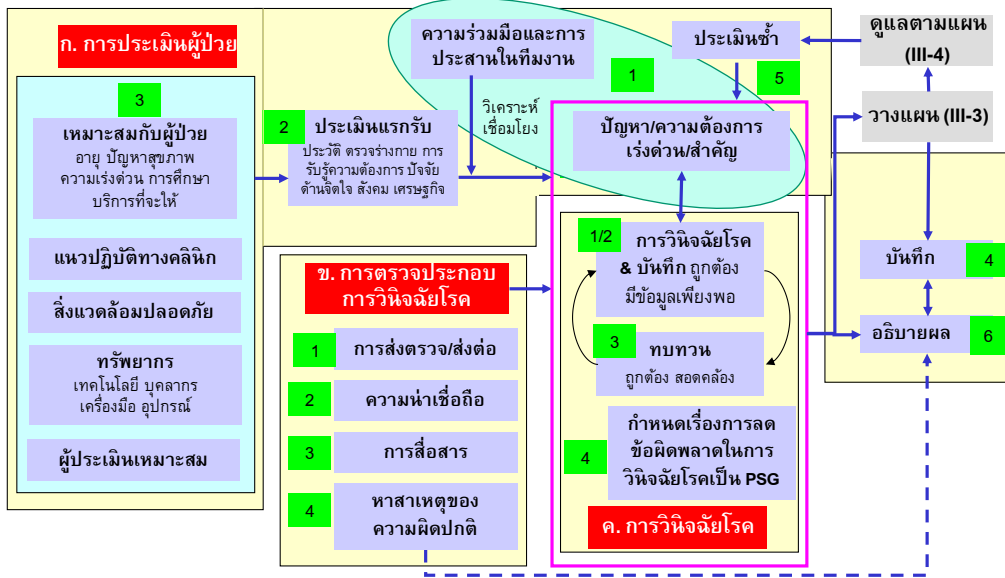 ก. การประเมินผู้ป่วย
3
เหมาะสมกับผู้ป่วย
อายุ ปัญหาสุขภาพ
ความเร่งด่วน การศึกษา
บริการที่จะให้
แนวปฏิบัติทางคลินิก
สิ่งแวดล้อมปลอดภัย
ทรัพยากร
เทคโนโลยี บุคลากร
เครื่องมือ อุปกรณ์
ผู้ประเมินเหมาะสม
2
ประเมินแรกรับ
ประวัติ ตรวจร่างกาย การ
รับรู้ความต้องการ ปัจจัย
ด้านจิตใจ สังคม เศรษฐกิจ
ความร่วมมือและการ
ประสานในทีมงาน
วิเคราะห์
เชื่อมโยง
1
ประเมินซ้ำ
5
ปัญหา/ความต้องการ
เร่งด่วน/สำคัญ
ดูแลตามแผน
(III-4)
วางแผน (III-3)
ข. การตรวจประกอบ
การวินิจฉัยโรค
1
การส่งตรวจ/ส่งต่อ
2
ความน่าเชื่อถือ
3
การสื่อสาร
4
หาสาเหตุของ
ความผิดปกติ
1/2
การวินิจฉัยโรค
& บันทึก ถูกต้อง
มีข้อมูลเพียงพอ
3
ทบทวน
ถูกต้อง สอดคล้อง
4
กำหนดเรื่องการลด
ข้อผิดพลาดในการ
วินิจฉัยโรคเป็น PSG
ค. การวินิจฉัยโรค
บันทึก
4
อธิบายผล
6